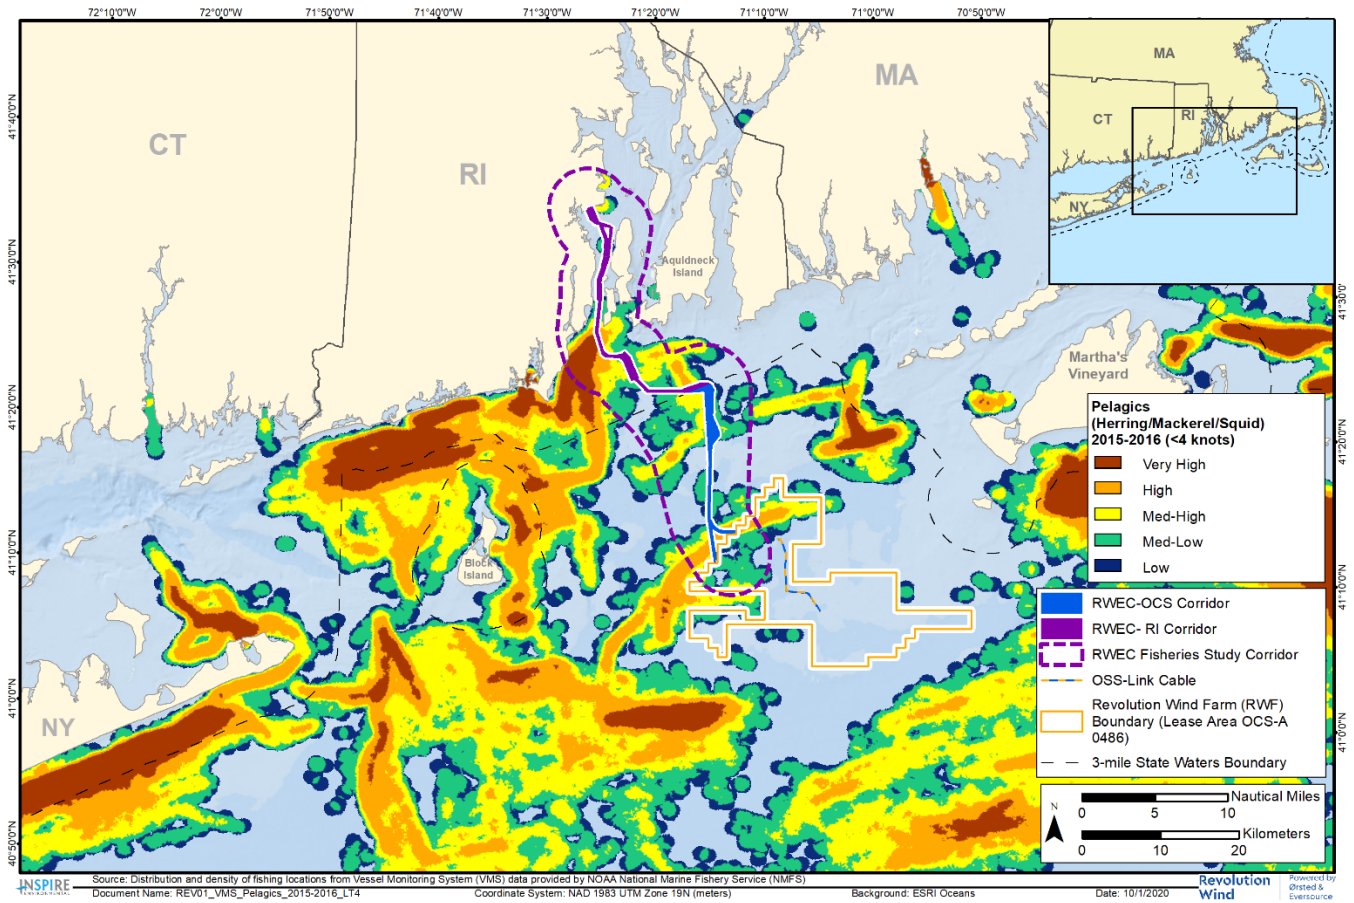 72°10'0"W 72°0'0"W 71°50'0"W 71°40'0"W 71°30'0"W 71°20'0"W 71°10'0"W 71°0'0"W 70°50'0"W
41°40'0"N
41°30'0"N
41°20'0"N
41°10'0"N
41°0'0"N
40°50'0"N
CT
RI
MA
NY
Aquidneck
Island
Block
Island
Martha's
Vineyard
MA
CT
RI
NY
41°30'0"
41°20'0"N
41°10'0"N
41°0'0"N
Pelagics
(Herring/Mackerel/Squid)
2015-2016 (<4 knots)
Very High
High
Med-High
Med-Low
Low
RWEC-OCS Corridor
RWEC- RI Corridor
RWEC Fisheries Study Corridor
OSS-Link Cable
Revolution Wind Farm (RWF)
Boundary (Lease Area OCS-A
0486)
3-mile State Waters Boundary
N
Nautical Miles
0 5 10
Kilometers
0 10 20
INSPIRE
ENVIRONMENTAL
Source: Distribution and density of fishing locations from Vessel Monitoring System (VMS) data provided by NOAA National Marine Fishery Service (NMFS)
Document Name: REV01_VMS_Pelagics_2015-2016_LT4 Coordinate System: NAD 1983 UTM Zone 19N (meters) Background: ESRI Oceans Date: 10/1/2020
Revolution
Wind
Powered by
Ørsted &
Eversource